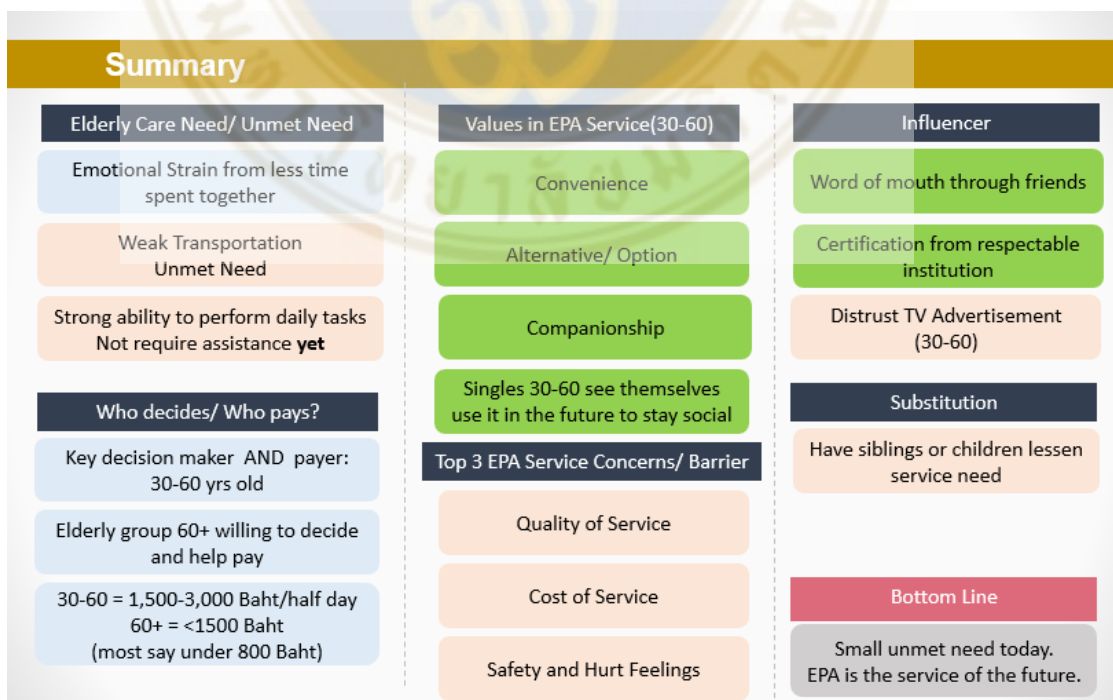 Summary
Elderly Care Need/ Unmet Need
Emotional Strain from less time
spent together
Weak Transportation
Unmet Need
Strong ability to perform daily tasks
Not require assistance yet
Who decides/ Who pays?
Key decision maker AND payer:
30-60 yrs old
Elderly group 60+ willing to decide
and help pay
30-60 = 1,500-3,000 Baht/half day
60+ = <1500 Baht
(most say under 800 Baht)
Values in EPA Service(30-60)
Convenience
Alternative/ Option
Companionship
Singles 30-60 see themselves
use it in the future to stay social
Top 3 EPA Service Concerns/ Barrier
Quality of Service
Cost of Service
Safety and Hurt Feelings
Influencer
Word of mouth through friends
Certification from respectable
institution
Distrust TV Advertisement
(30-60)
Substitution
Have siblings or children lessen
service need
Bottom Line
Small unmet need today.
EPA is the service of the future.